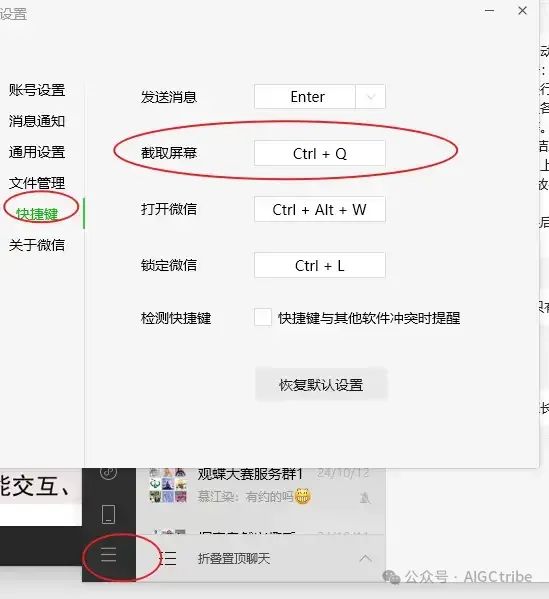 设置
账号设置
消息通知
通用设置
文件管理
快捷键
关于微信
发送消息 Enter
截取屏幕 Ctrl + Q
打开微信 Ctrl + Alt + W
锁定微信 Ctrl + L
检测快捷键 快捷键与其他软件冲突时提醒
恢复默认设置
能交互、
观蝶大赛服务群1 24/10/12
慕江染: 有约的吗😁
折叠置顶聊天
公众号 · AIGCtribe